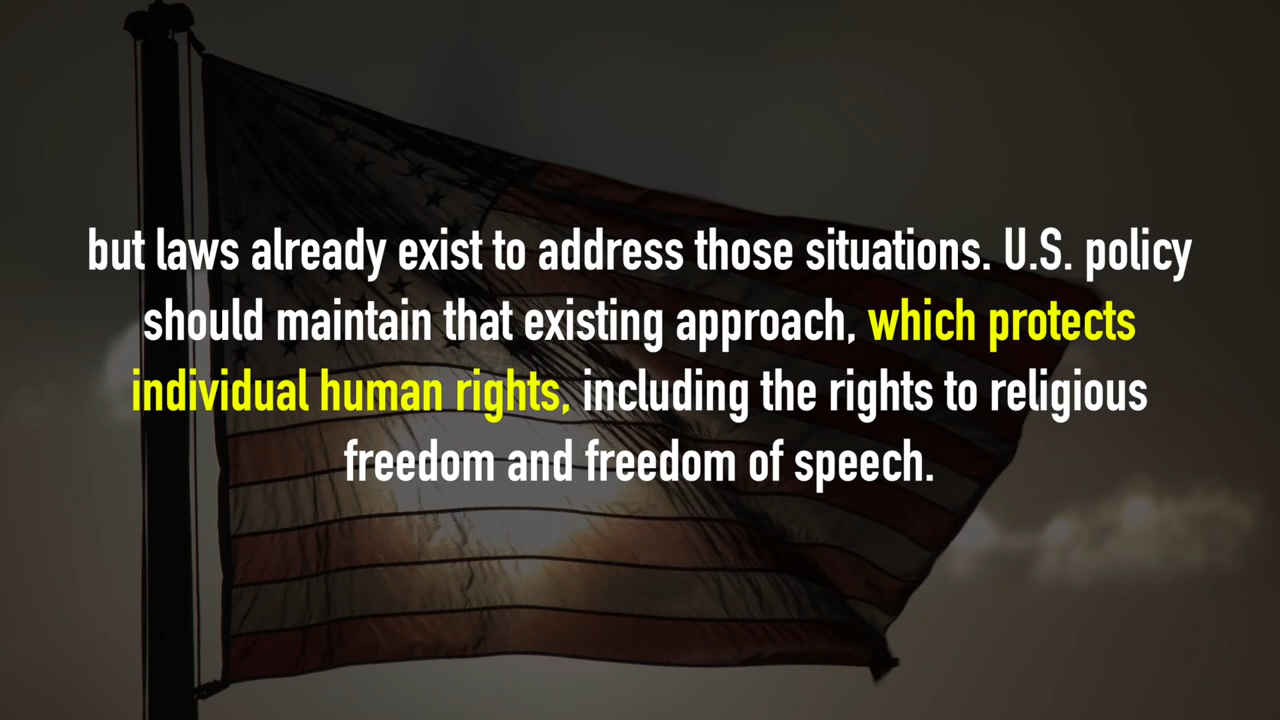 but laws already exist to address those situations. U.S. policy
should maintain that existing approach, which protects
individual human rights, including the rights to religious
freedom and freedom of speech.